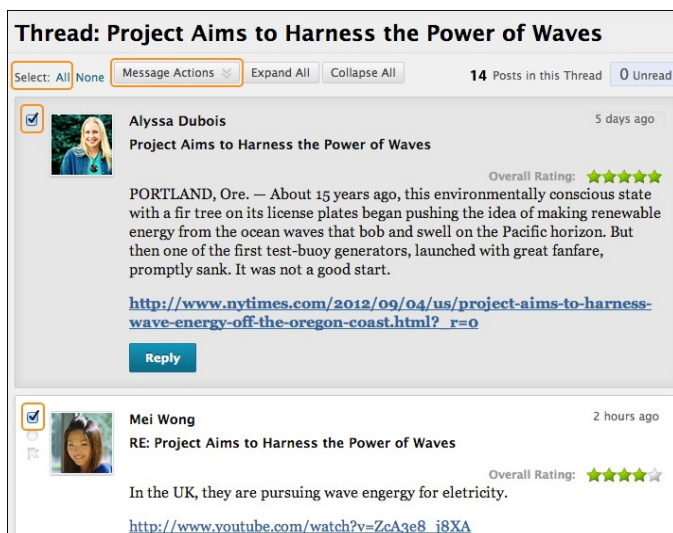 Thread: Project Aims to Harness the Power of Waves
Select: All None Message Actions Expand All Collapse All 14 Posts in this Thread 0 Unread
Alyssa Dubois 5 days ago
Project Aims to Harness the Power of Waves
Overall Rating:
PORTLAND, Ore. — About 15 years ago, this environmentally conscious state
with a fir tree on its license plates began pushing the idea of making renewable
energy from the ocean waves that bob and swell on the Pacific horizon. But
then one of the first test-buoy generators, launched with great fanfare,
promptly sank. It was not a good start.
http://www.nytimes.com/2012/09/04/us/project-aims-to-harness-
wave-energy-off-the-oregon-coast.html?_r=0
Reply
Mei Wong 2 hours ago
RE: Project Aims to Harness the Power of Waves
Overall Rating:
In the UK, they are pursuing wave engergy for eletricity.
http://www.youtube.com/watch?v=ZcA3e8_j8XA